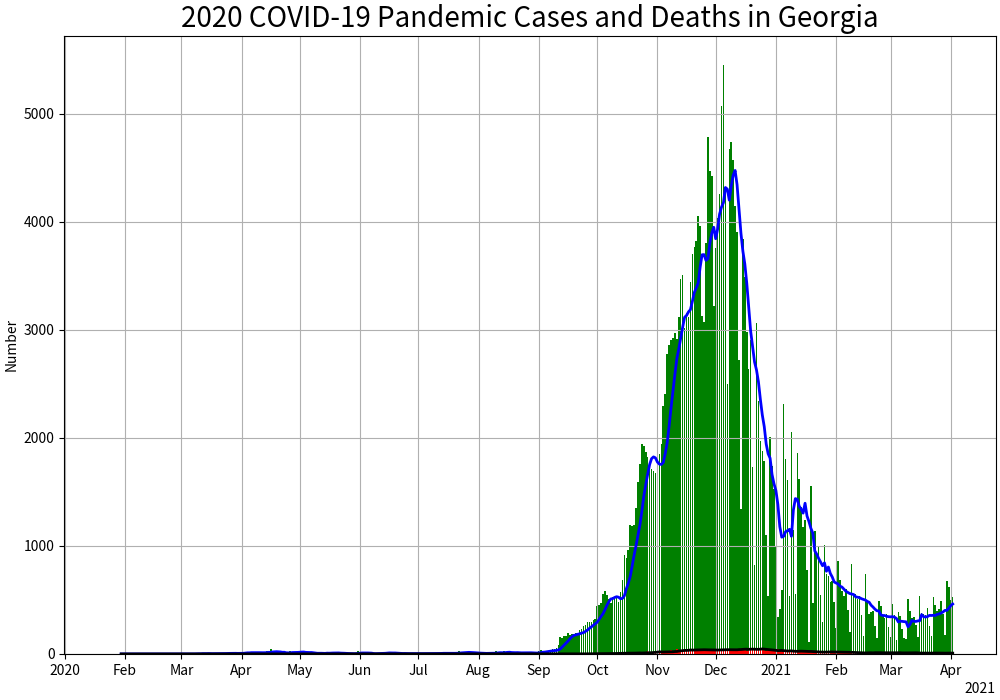 2020 COVID-19 Pandemic Cases and Deaths in Georgia
Number
5000
4000
3000
2000
1000
0
2020 Feb Mar Apr May Jun Jul Aug Sep Oct Nov Dec 2021 Feb Mar Apr
2021